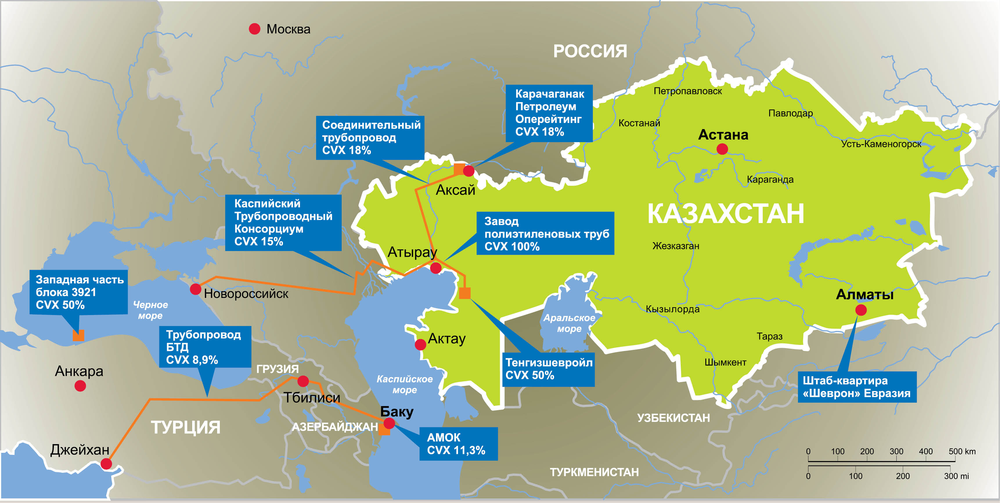 Москва
РОССИЯ
Карачаганак
Петролеум
Оперейтинг
CVX 18%
Соединительный
трубопровод
CVX 18%
Петропавловск
Костанай
Павлодар
Астана
Усть-Каменогорск
Караганда
Аксай
Каспийский
Трубопроводный
Консорциум
CVX 15%
КАЗАХСТАН
Завод
полиэтиленовых труб
CVX 100%
Атырау
Жезказган
Западная часть
блока 3921
CVX 50%
Черное
море
Новороссийск
Алматы
Кызылорда
Аральское
море
Тараз
Актау
Трубопровод
БТД
CVX 8,9%
Шымкент
Тенгизшевройл
CVX 50%
Анкара
ГРУЗИЯ
Каспийское
море
Штаб-квартира
«Шеврон» Евразия
Тбилиси
Баку
УЗБЕКИСТАН
ТУРЦИЯ
АЗЕРБАЙДЖАН
АМОК
CVX 11,3%
Джейхан
ТУРКМЕНИСТАН
0 100 200 300 400 500 km
0 100 200 300 mi